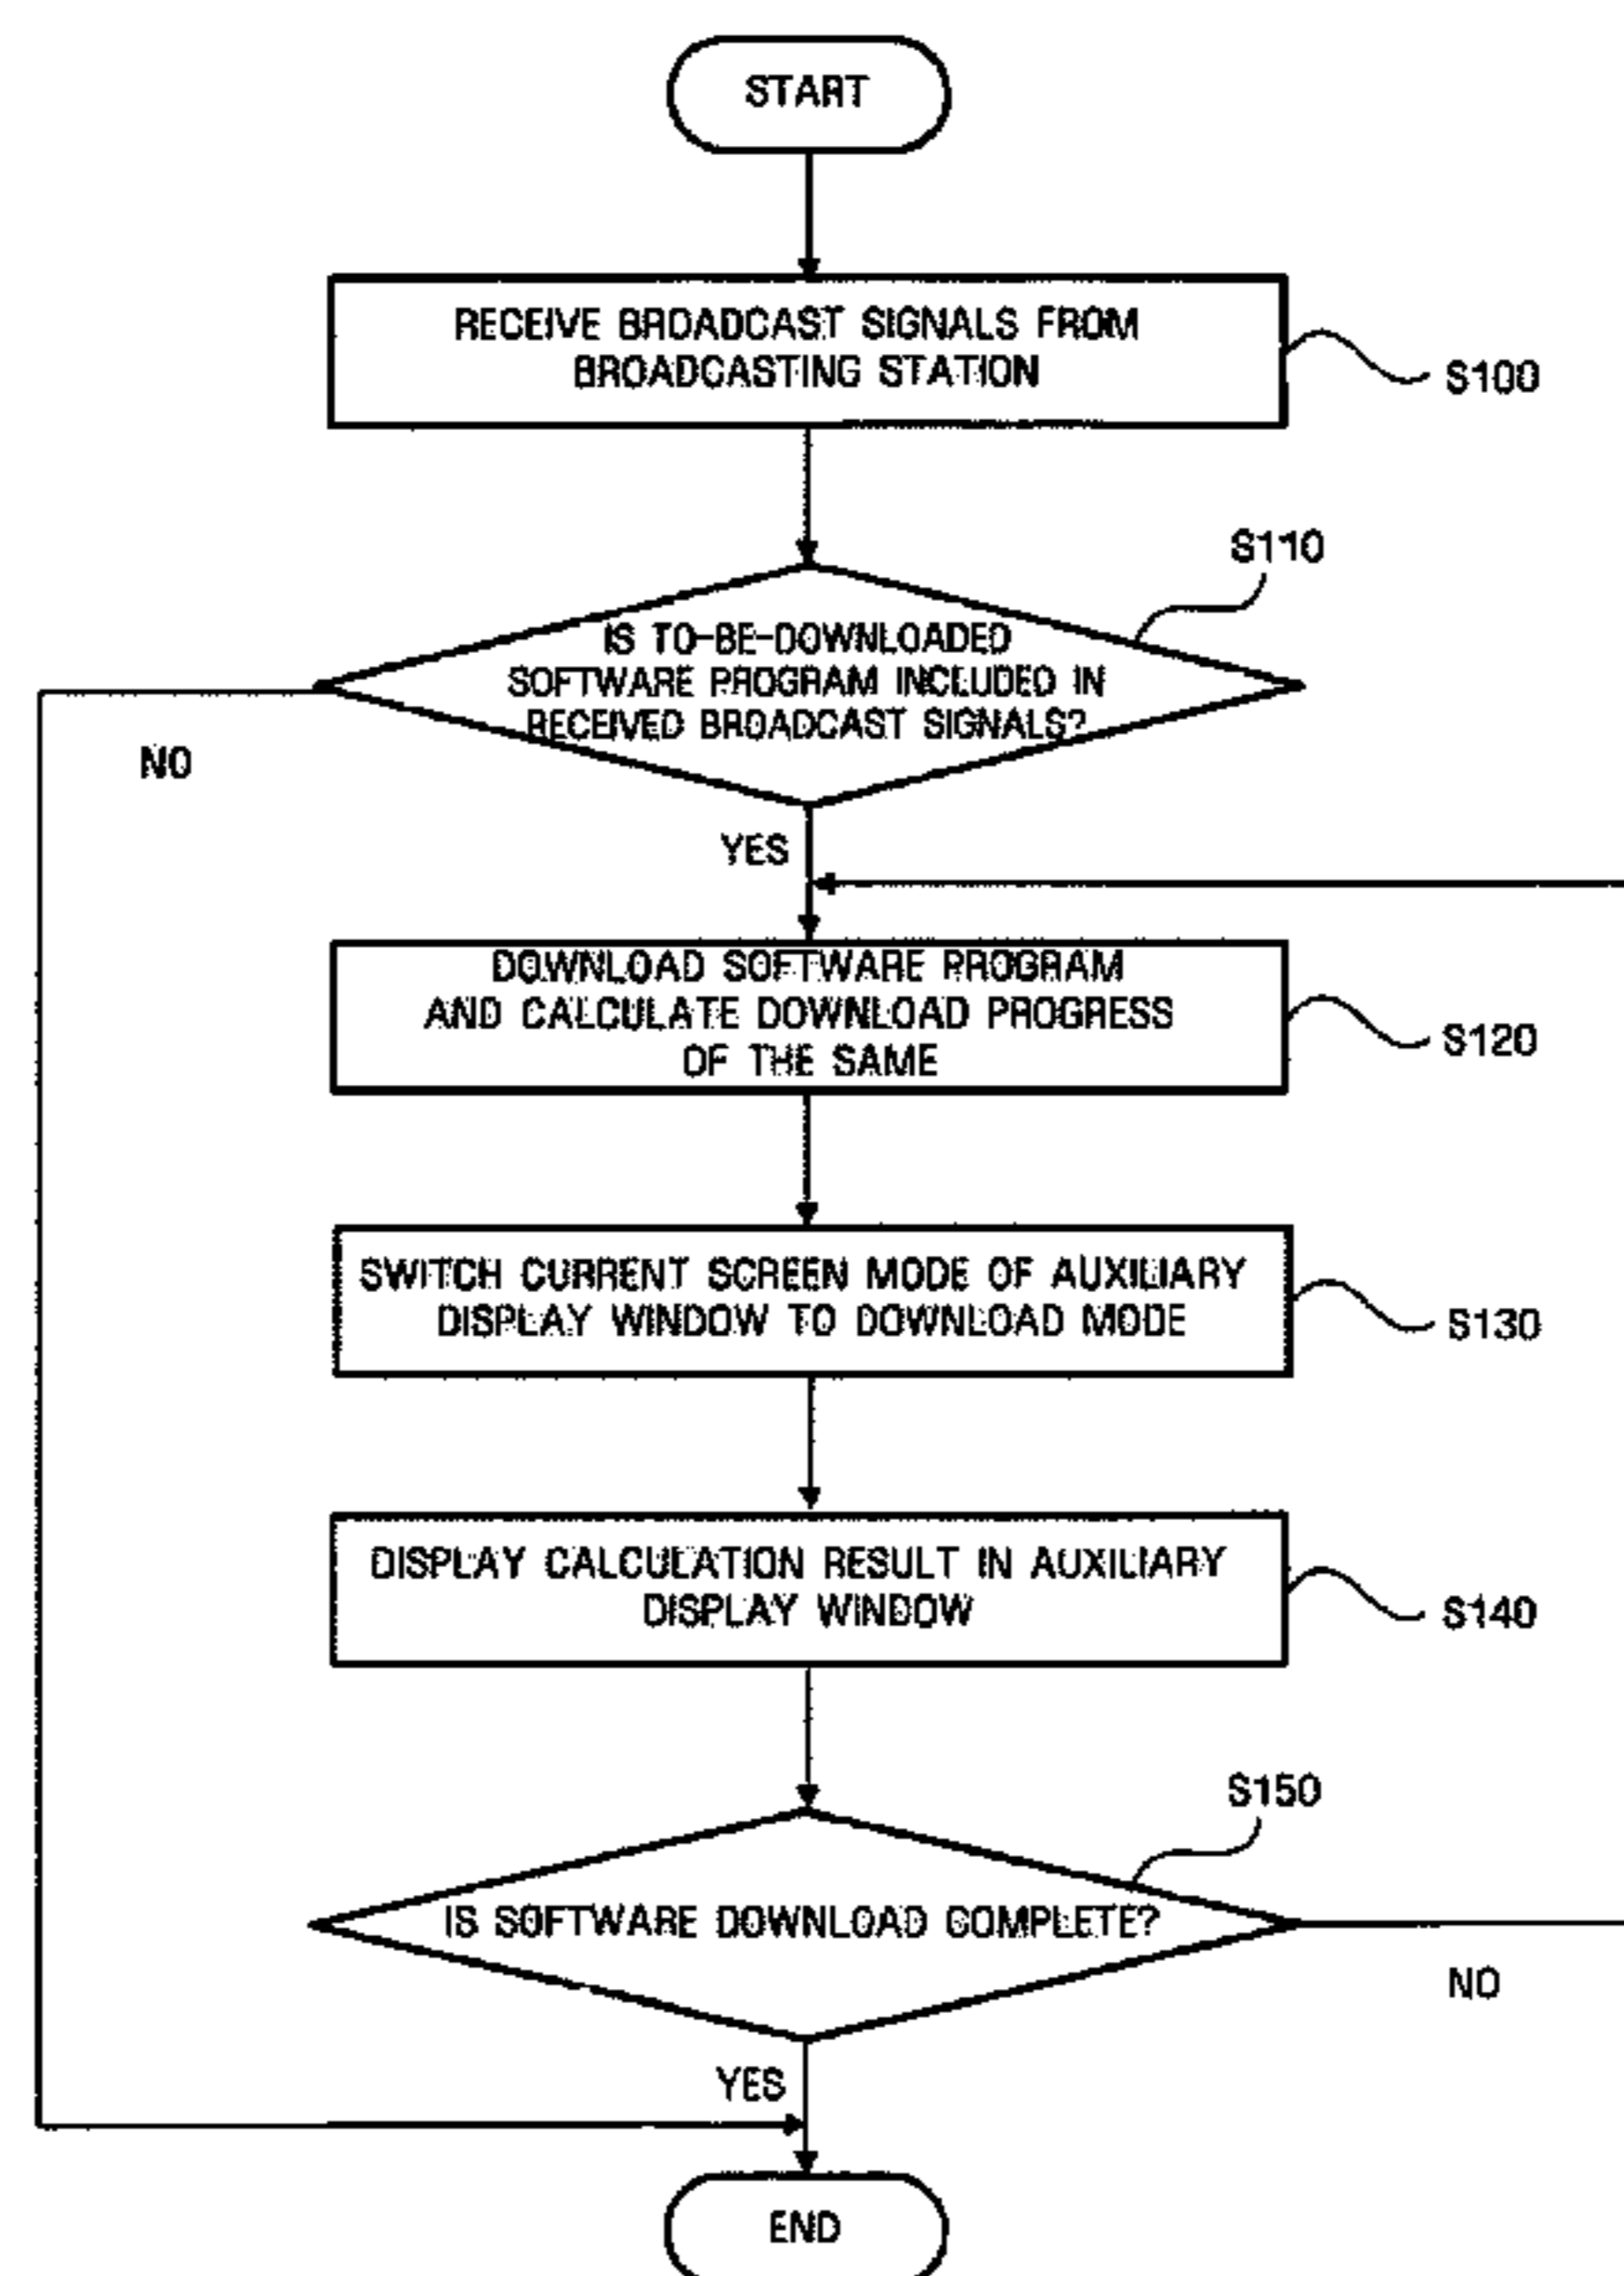 START
RECEIVE BROADCAST SIGNALS FROM
BROADCASTING STATION
S100
S110
IS TO-BE-DOWNLOADED
SOFTWARE PROGRAM INCLUDED IN
RECEIVED BROADCAST SIGNALS?
NO
YES
DOWNLOAD SOFTWARE PROGRAM
AND CALCULATE DOWNLOAD PROGRESS
OF THE SAME
S120
SWITCH CURRENT SCREEN MODE OF AUXILIARY
DISPLAY WINDOW TO DOWNLOAD MODE
S130
DISPLAY CALCULATION RESULT IN AUXILIARY
DISPLAY WINDOW
S140
S150
IS SOFTWARE DOWNLOAD COMPLETE?
NO
YES
END